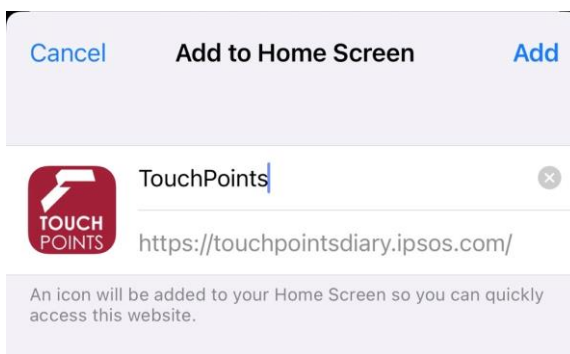 Cancel Add to Home Screen Add
TouchPoints
TOUCH
POINTS
https://touchpointsdiary.ipsos.com/
An icon will be added to your Home Screen so you can quickly
access this website.